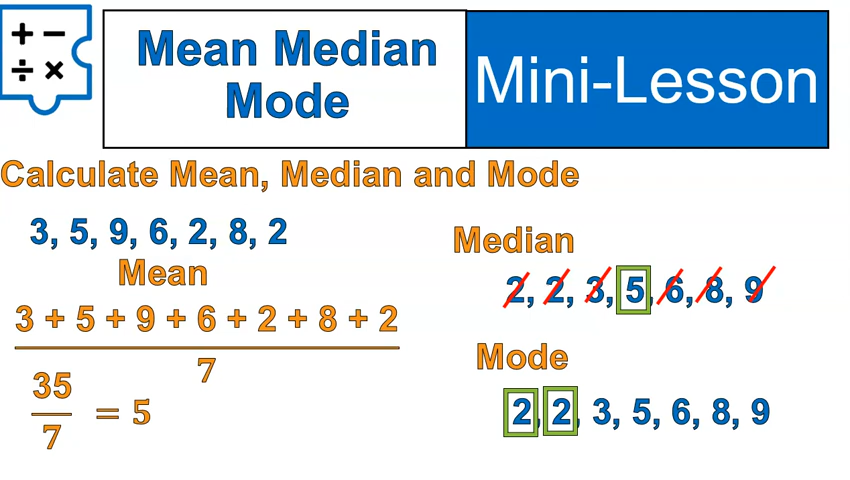 + −
÷ ×
Mean Median
Mode
Mini-Lesson
Calculate Mean, Median and Mode
3, 5, 9, 6, 2, 8, 2
Mean
3 + 5 + 9 + 6 + 2 + 8 + 2
7
35
7
= 5
Median
2, 2, 3, 5, 6, 8, 9
Mode
2, 2, 3, 5, 6, 8, 9